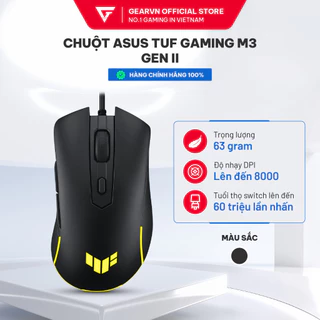 GEARVN OFFICIAL STORE
NO.1 GAMING IN VIETNAM
CHUỘT ASUS TUF GAMING M3
GEN II
HÀNG CHÍNH HÃNG 100%
Trọng lượng
63 gram
Độ nhạy DPI
Lên đến 8000
Tuổi thọ switch lên đến
60 triệu lần nhấn
MÀU SẮC